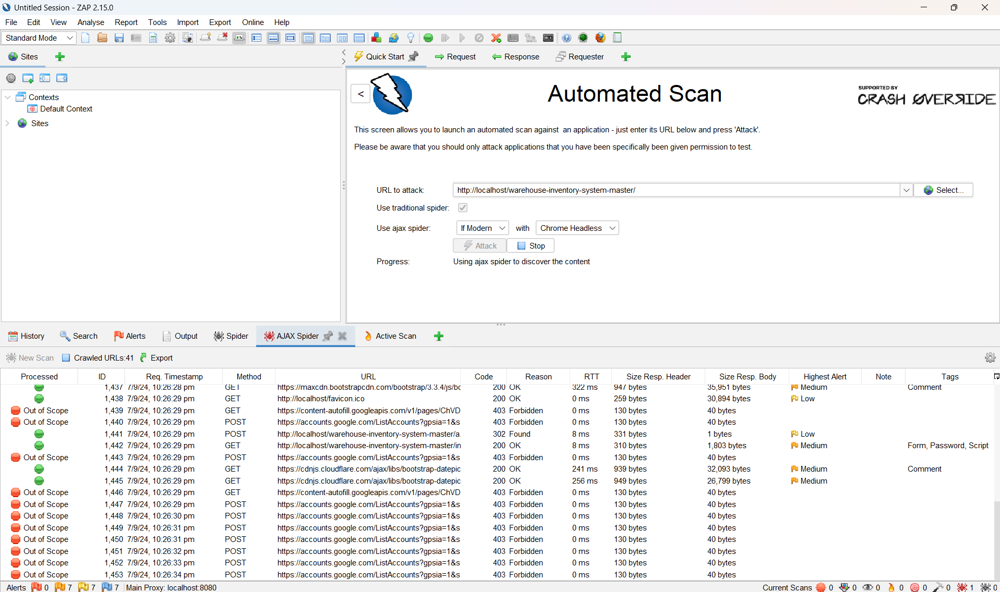 Untitled Session - ZAP 2.15.0
File Edit View Analyse Report Tools Import Export Online Help
Standard Mode
Sites
Quick Start Request Response Requester
<
Automated Scan
SUPPORTED BY
CRASH ØVERRIDE
Contexts
Default Context
Sites
This screen allows you to launch an automated scan against  an application - just enter its URL below and press 'Attack'.
Please be aware that you should only attack applications that you have been specifically been given permission to test.
URL to attack: http://localhost/warehouse-inventory-system-master/ Select...
Use traditional spider:
Use ajax spider: If Modern with Chrome Headless
Attack Stop
Progress: Using ajax spider to discover the content
History Search Alerts Output Spider AJAX Spider Active Scan
New Scan Crawled URLs:41 Export
Processed ID Req. Timestamp Method URL Code Reason RTT Size Resp. Header Size Resp. Body Highest Alert Note Tags
1,437 7/9/24, 10:26:28 pm GET https://maxcdn.bootstrapcdn.com/bootstrap/3.3.4/js/bc 200 OK 322 ms 947 bytes 35,951 bytes Medium Comment
1,438 7/9/24, 10:26:29 pm GET http://localhost/favicon.ico 200 OK 0 ms 259 bytes 30,894 bytes Low
Out of Scope 1,439 7/9/24, 10:26:29 pm GET https://content-autofill.googleapis.com/v1/pages/ChVD 403 Forbidden 0 ms 130 bytes 40 bytes
Out of Scope 1,440 7/9/24, 10:26:29 pm POST https://accounts.google.com/ListAccounts?gpsia=1&s 403 Forbidden 0 ms 130 bytes 40 bytes
1,441 7/9/24, 10:26:29 pm POST http://localhost/warehouse-inventory-system-master/a. 302 Found 8 ms 331 bytes 1 bytes Low
1,442 7/9/24, 10:26:29 pm GET http://localhost/warehouse-inventory-system-master/in 200 OK 8 ms 310 bytes 1,803 bytes Medium Form, Password, Script
Out of Scope 1,443 7/9/24, 10:26:29 pm POST https://accounts.google.com/ListAccounts?gpsia=1&s 403 Forbidden 0 ms 130 bytes 40 bytes
1,444 7/9/24, 10:26:29 pm GET https://cdnjs.cloudflare.com/ajax/libs/bootstrap-datepic 200 OK 241 ms 939 bytes 32,093 bytes Medium Comment
1,445 7/9/24, 10:26:29 pm GET https://cdnjs.cloudflare.com/ajax/libs/bootstrap-datepic 200 OK 256 ms 949 bytes 26,799 bytes Medium
Out of Scope 1,446 7/9/24, 10:26:29 pm GET https://content-autofill.googleapis.com/v1/pages/ChVD 403 Forbidden 0 ms 130 bytes 40 bytes
Out of Scope 1,447 7/9/24, 10:26:29 pm POST https://accounts.google.com/ListAccounts?gpsia=1&s 403 Forbidden 0 ms 130 bytes 40 bytes
Out of Scope 1,448 7/9/24, 10:26:30 pm POST https://accounts.google.com/ListAccounts?gpsia=1&s 403 Forbidden 0 ms 130 bytes 40 bytes
Out of Scope 1,449 7/9/24, 10:26:31 pm POST https://accounts.google.com/ListAccounts?gpsia=1&s 403 Forbidden 0 ms 130 bytes 40 bytes
Out of Scope 1,450 7/9/24, 10:26:31 pm POST https://accounts.google.com/ListAccounts?gpsia=1&s 403 Forbidden 0 ms 130 bytes 40 bytes
Out of Scope 1,451 7/9/24, 10:26:32 pm POST https://accounts.google.com/ListAccounts?gpsia=1&s 403 Forbidden 0 ms 130 bytes 40 bytes
Out of Scope 1,452 7/9/24, 10:26:33 pm POST https://accounts.google.com/ListAccounts?gpsia=1&s 403 Forbidden 0 ms 130 bytes 40 bytes
Out of Scope 1,453 7/9/24, 10:26:34 pm POST https://accounts.google.com/ListAccounts?gpsia=1&s 403 Forbidden 0 ms 130 bytes 40 bytes
Alerts 0 7 7 7 Main Proxy: localhost:8080 Current Scans 0 0 0 0 0 0 1 0